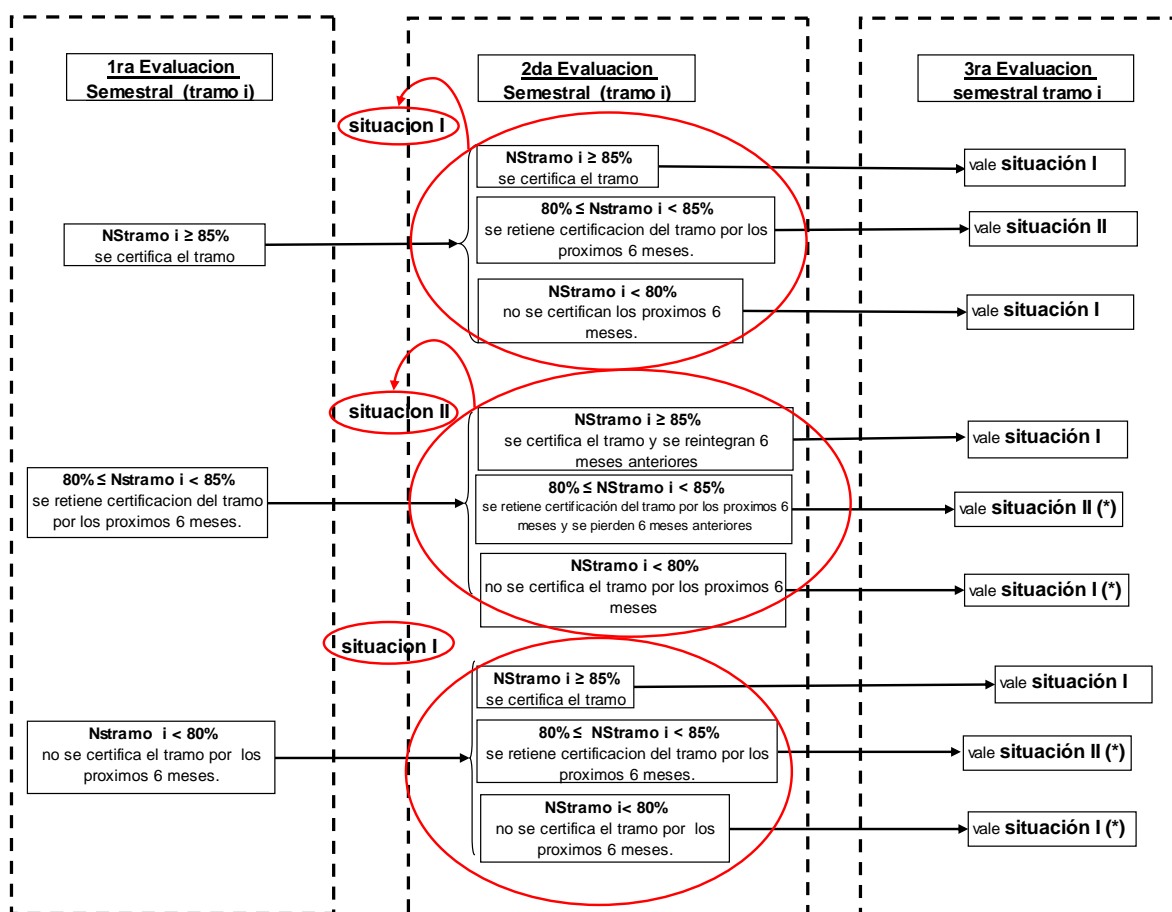 1ra Evaluacion
Semestral (tramo i)
2da Evaluacion
Semestral (tramo i)
3ra Evaluacion
semestral tramo i
situacion I
NStramo i ≥ 85%
se certifica el tramo
vale situación I
80% ≤ Nstramo i < 85%
se retiene certificacion del tramo por los
proximos 6 meses.
vale situación II
NStramo i ≥ 85%
se certifica el tramo
NStramo i < 80%
no se certifican los proximos 6
meses.
vale situación I
situacion II
NStramo i ≥ 85%
se certifica el tramo y se reintegran 6
meses anteriores
vale situación I
80% ≤ Nstramo i < 85%
se retiene certificacion del tramo
por los proximos 6 meses.
80% ≤ NStramo i < 85%
se retiene certificación del tramo por los proximos 6
meses y se pierden 6 meses anteriores
vale situación II (*)
NStramo i < 80%
no se certifica el tramo por los proximos 6
meses
vale situación I (*)
situacion I
NStramo i ≥ 85%
se certifica el tramo
vale situación I
Nstramo i < 80%
no se certifica el tramo por los
proximos 6 meses.
80% ≤ NStramo i < 85%
se retiene certificacion del tramo por los
proximos 6 meses.
vale situación II (*)
NStramo i< 80%
no se certifica el tramo por los
proximos 6 meses.
vale situación I (*)